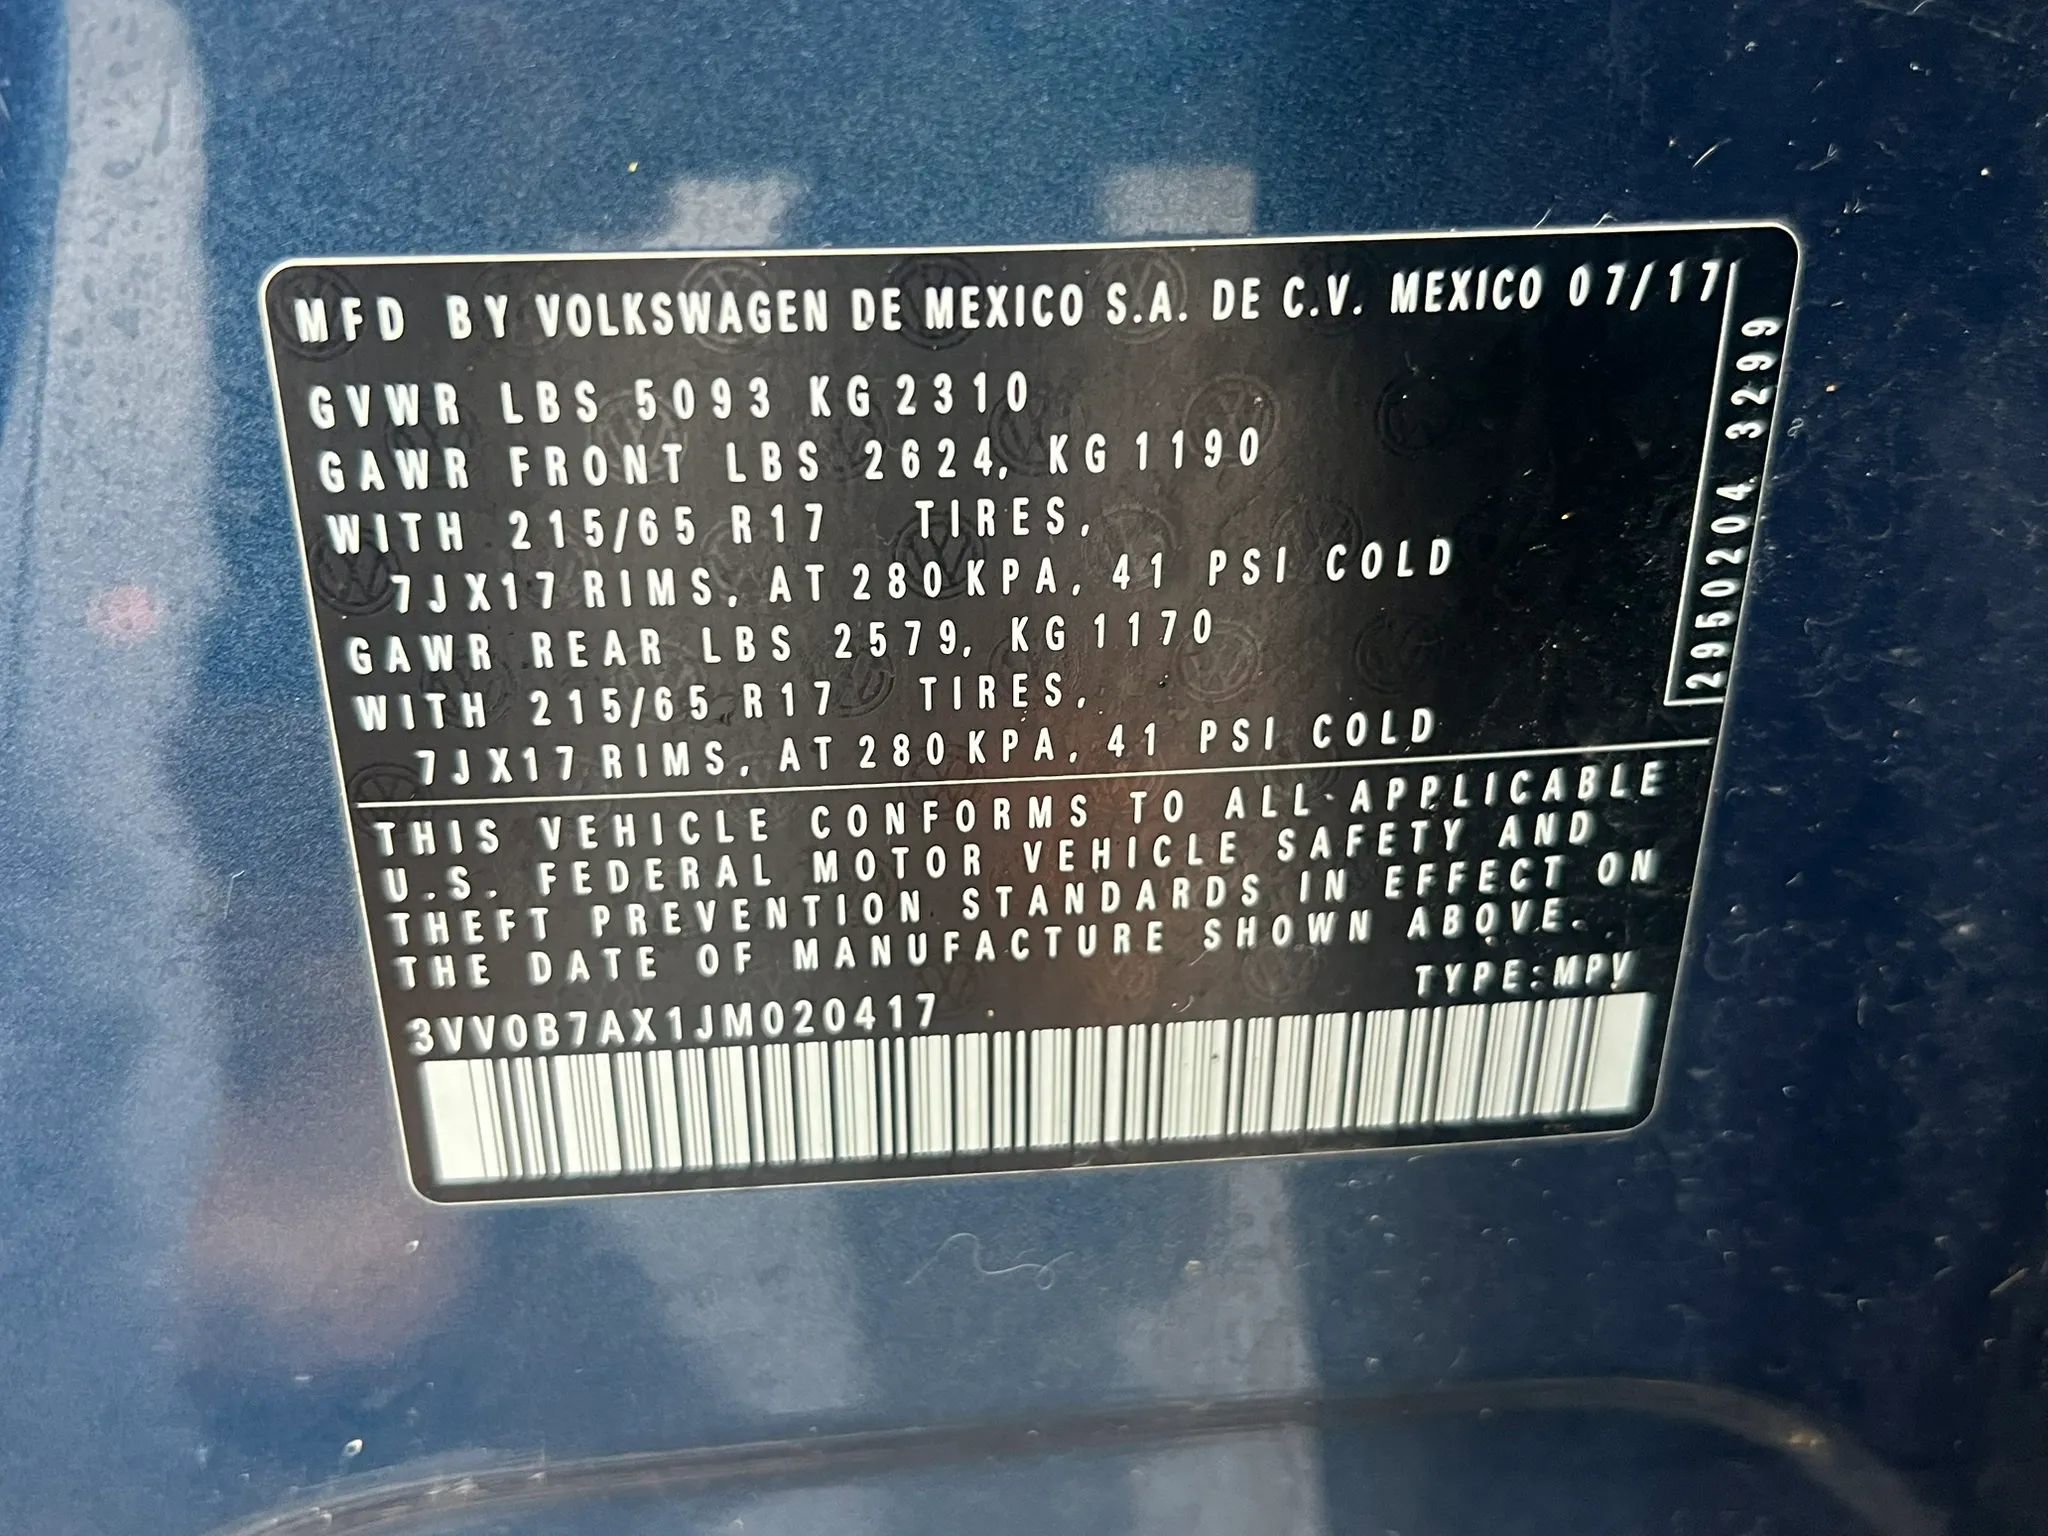 MFD BY VOLKSWAGEN DE MEXICO S.A. DE C.V. MEXICO 07/17
GVWR LBS 5093 KG 2310
GAWR FRONT LBS 2624, KG 1190
WITH 215/65 R17 TIRES,
7JX17 RIMS, AT 280 KPA, 41 PSI COLD
GAWR REAR LBS 2579, KG 1170
WITH 215/65 R17 TIRES,
7JX17 RIMS, AT 280 KPA, 41 PSI COLD
2950204 3299
THIS VEHICLE CONFORMS TO ALL APPLICABLE
U.S. FEDERAL MOTOR VEHICLE SAFETY AND
THEFT PREVENTION STANDARDS IN EFFECT ON
THE DATE OF MANUFACTURE SHOWN ABOVE.
TYPE:MPV
3VV0B7AX1JM020417